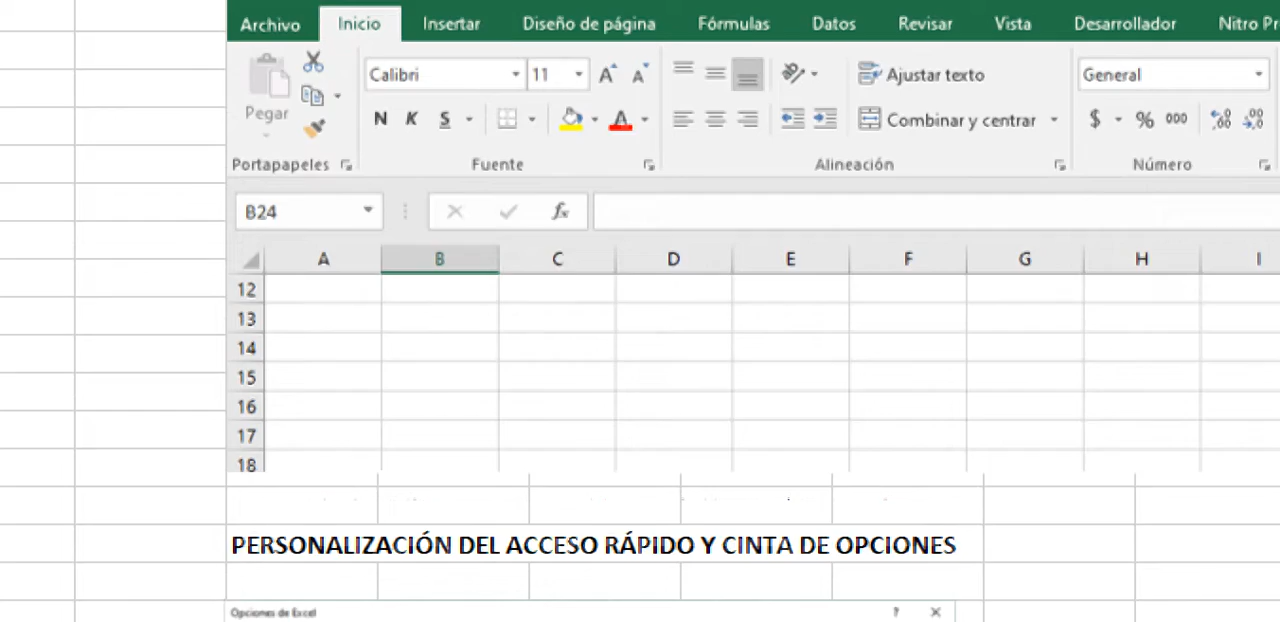 Archivo Inicio Insertar Diseño de página Fórmulas Datos Revisar Vista Desarrollador Nitro Pr
Calibri 11 Ajustar texto General
Pegar N K S Combinar y centrar $ % 000
Portapapeles Fuente Alineación Número
B24 fx
A B C D E F G H I
12
13
14
15
16
17
18
PERSONALIZACIÓN DEL ACCESO RÁPIDO Y CINTA DE OPCIONES
Opciones de Excel ?